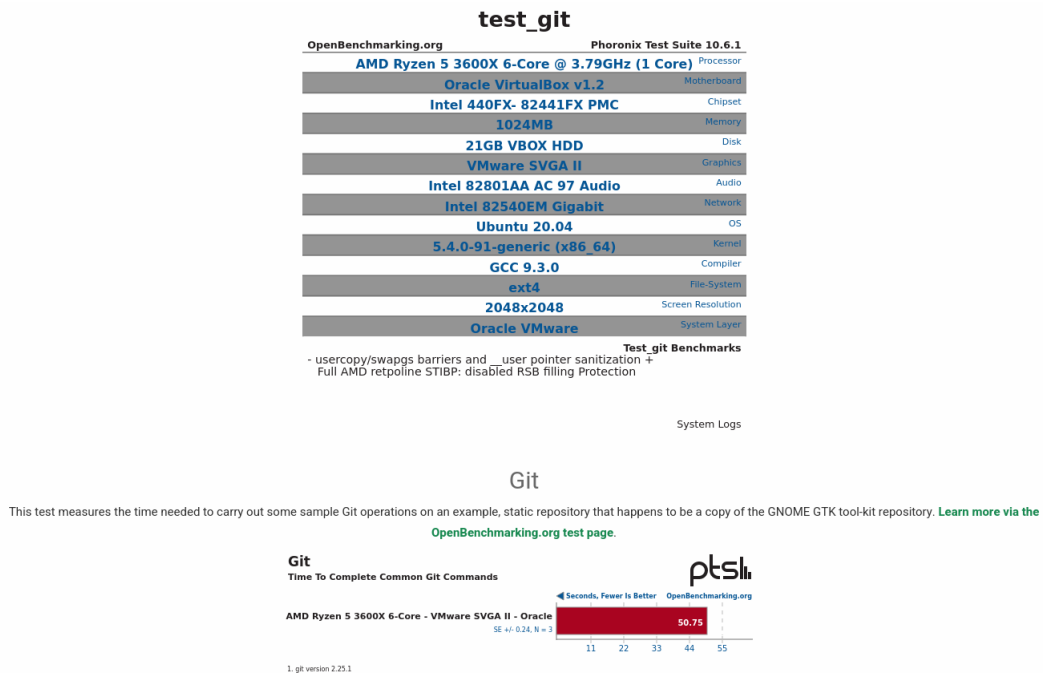 test_git
OpenBenchmarking.org Phoronix Test Suite 10.6.1
AMD Ryzen 5 3600X 6-Core @ 3.79GHz (1 Core) Processor
Oracle VirtualBox v1.2 Motherboard
Intel 440FX- 82441FX PMC Chipset
1024MB Memory
21GB VBOX HDD Disk
VMware SVGA II Graphics
Intel 82801AA AC 97 Audio Audio
Intel 82540EM Gigabit Network
Ubuntu 20.04 OS
5.4.0-91-generic (x86_64) Kernel
GCC 9.3.0 Compiler
ext4 File-System
2048x2048 Screen Resolution
Oracle VMware System Layer
Test_git Benchmarks
- usercopy/swapgs barriers and __user pointer sanitization +
Full AMD retpoline STIBP: disabled RSB filling Protection
System Logs
Git
This test measures the time needed to carry out some sample Git operations on an example, static repository that happens to be a copy of the GNOME GTK tool-kit repository. Learn more via the
OpenBenchmarking.org test page.
Git
Time To Complete Common Git Commands
ptsl
Seconds, Fewer Is Better OpenBenchmarking.org
AMD Ryzen 5 3600X 6-Core - VMware SVGA II - Oracle 50.75
SE +/- 0.24, N = 3
11 22 33 44 55
1. git version 2.25.1